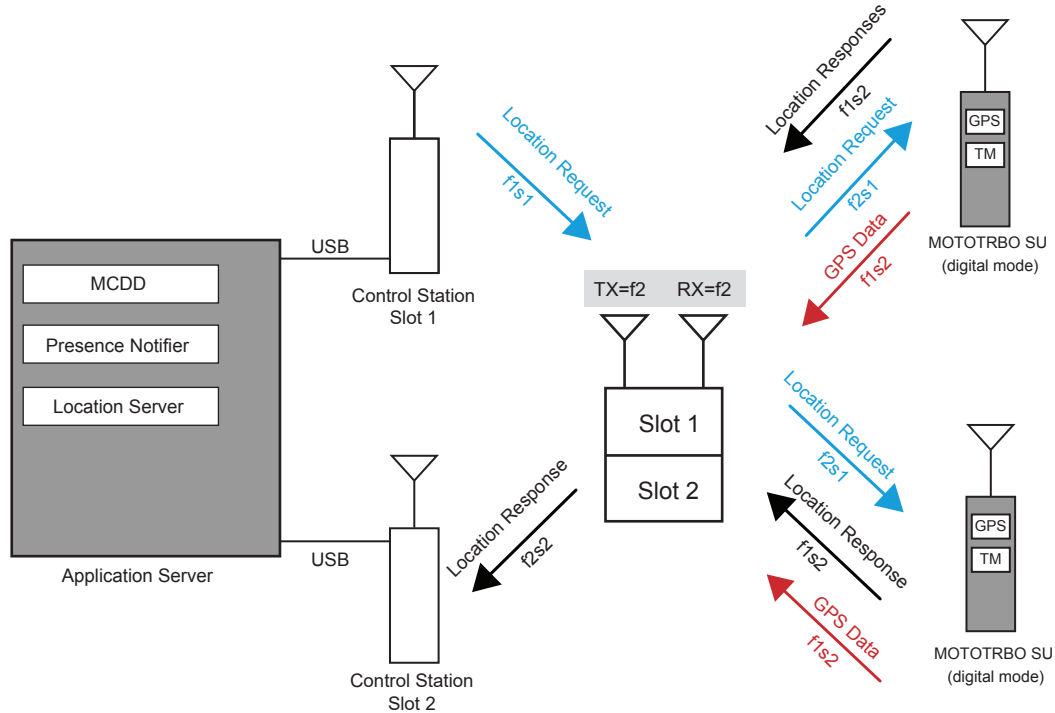 Location Responses
f1s2
GPS
TM
Location Request
f2s1
GPS Data
f1s2
MOTOTRBO SU
(digital mode)
Location Request
f1s1
USB
Control Station
Slot 1
MCDD
Presence Notifier
Location Server
Application Server
TX=f2 RX=f2
Slot 1
Slot 2
Location Request
f2s1
Location Response
f1s2
GPS Data
f1s2
GPS
TM
MOTOTRBO SU
(digital mode)
Location Response
f2s2
USB
Control Station
Slot 2